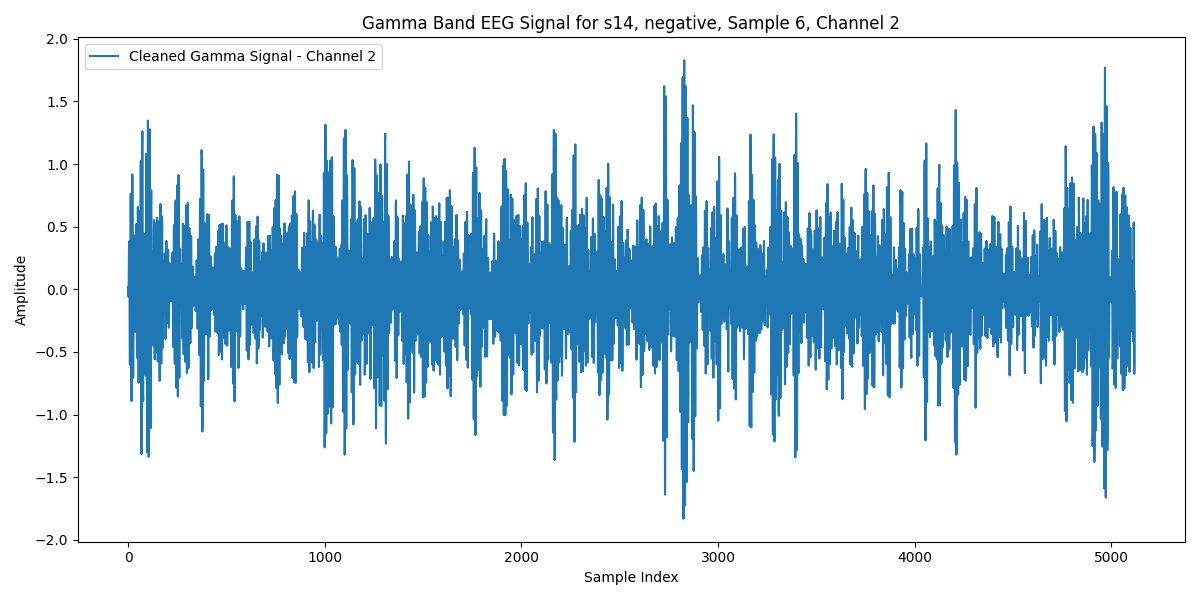 Gamma Band EEG Signal for s14, negative, Sample 6, Channel 2
Cleaned Gamma Signal - Channel 2
Amplitude
2.0
1.5
1.0
0.5
0.0
−0.5
−1.0
−1.5
−2.0
0 1000 2000 3000 4000 5000
Sample Index